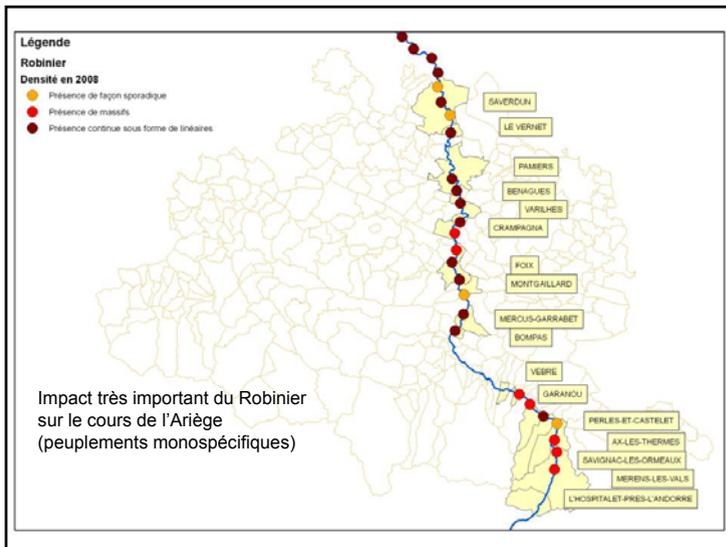 Légende
Robinier
Densité en 2008
Présence de façon sporadique
Présence de massifs
Présence continue sous forme de linéaires
SAVERDUN
LE VERNET
PAMIERS
BENAGUES
VARILHES
CRAMPAGNA
FOIX
MONTGAILLARD
MERCUS-GARRABET
BOMPAS
VEBRE
GARANOU
PERLES-ET-CASTELET
AX-LES-THERMES
SAVIGNAC-LES-ORMEAUX
MERENS-LES-VALS
L'HOSPITALET-PRES-L'ANDORRE
Impact très important du Robinier
sur le cours de l'Ariège
(peuplements monospécifiques)